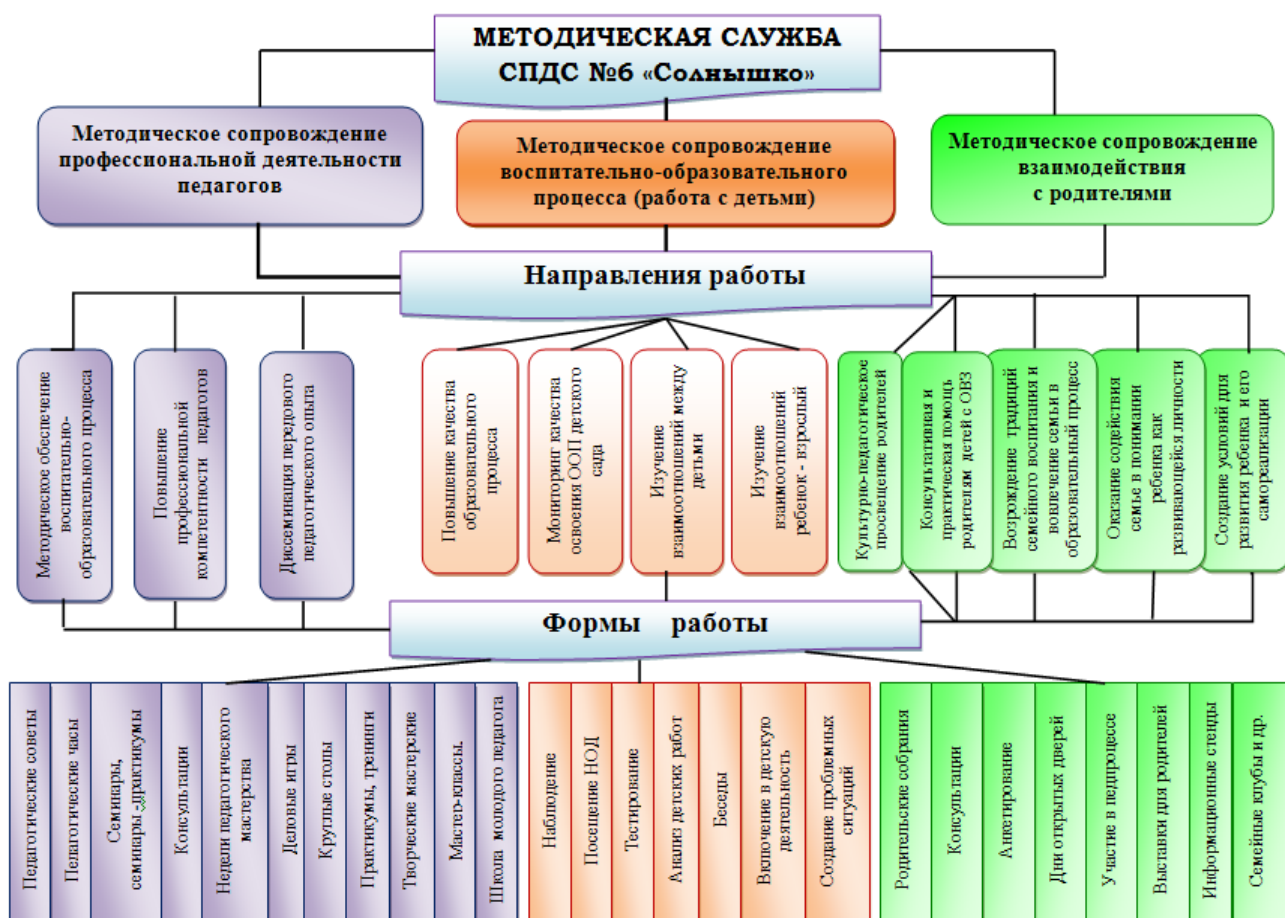 МЕТОДИЧЕСКАЯ СЛУЖБА
СПДС №6 «Солнышко»
Методическое сопровождение
профессиональной деятельности
педагогов
Методическое сопровождение
воспитательно-образовательного
процесса (работа с детьми)
Методическое сопровождение
взаимодействия
с родителями
Направления работы
Методическое обеспечение
воспитательно-
образовательного процесса
Повышение
профессиональной
компетентности педагогов
Диссеминация передового
педагогического опыта
Повышение качества
образовательного
процесса
Мониторинг качества
освоения ООП детского
сада
Изучение
взаимоотношений между
детьми
Изучение
взаимоотношений
ребенок - взрослый
Культурно-педагогическое
просвещение родителей
Консультативная и
практическая помощь
родителям детей с ОВЗ
Возрождение традиций
семейного воспитания и
вовлечение семьи в
образовательный процесс
Оказание содействия
семье в понимании
ребенка как
развивающейся личности
Создание условий для
развития ребенка и его
самореализации
Формы работы
Педагогические советы
Педагогические часы
Семинары,
семинары-практикумы
Консультации
Недели педагогического
мастерства
Деловые игры
Круглые столы
Практикумы, тренинги
Творческие мастерские
Мастер-классы,
Школа молодого педагога
Наблюдение
Посещение НОД
Тестирование
Анализ детских работ
Беседы
Включение в детскую
деятельность
Создание проблемных
ситуаций
Родительские собрания
Консультации
Анкетирование
Дни открытых дверей
Участие в педпроцессе
Выставки для родителей
Информационные стенды
Семейные клубы и др.